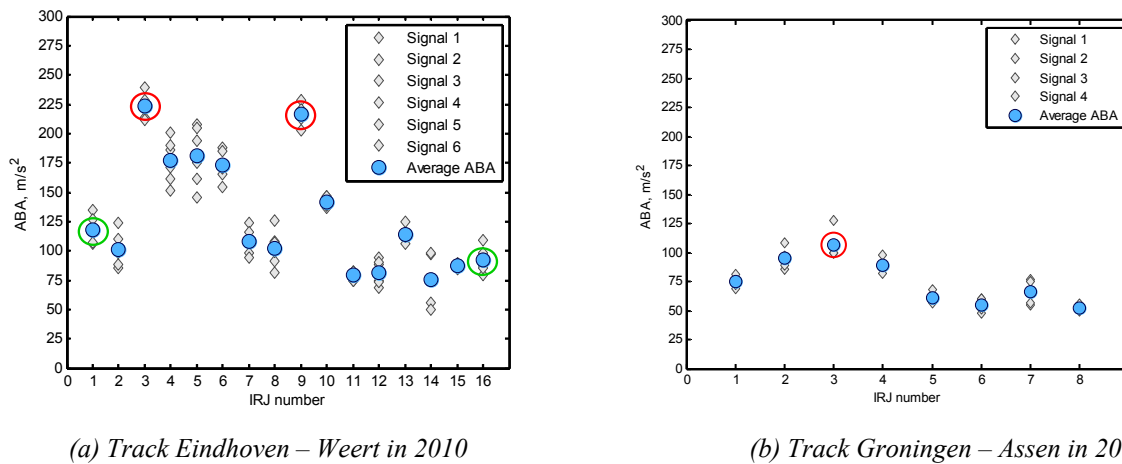 300
275
250
225
200
175
150
125
100
75
50
25
0
ABA, m/s²
0 1 2 3 4 5 6 7 8 9 10 11 12 13 14 15 16
IRJ number
Signal 1
Signal 2
Signal 3
Signal 4
Signal 5
Signal 6
Average ABA
(a) Track Eindhoven – Weert in 2010
300
275
250
225
200
175
150
125
100
75
50
25
0
ABA, m/s²
0 1 2 3 4 5 6 7 8
IRJ number
Signal 1
Signal 2
Signal 3
Signal 4
Average ABA
(b) Track Groningen – Assen in 20